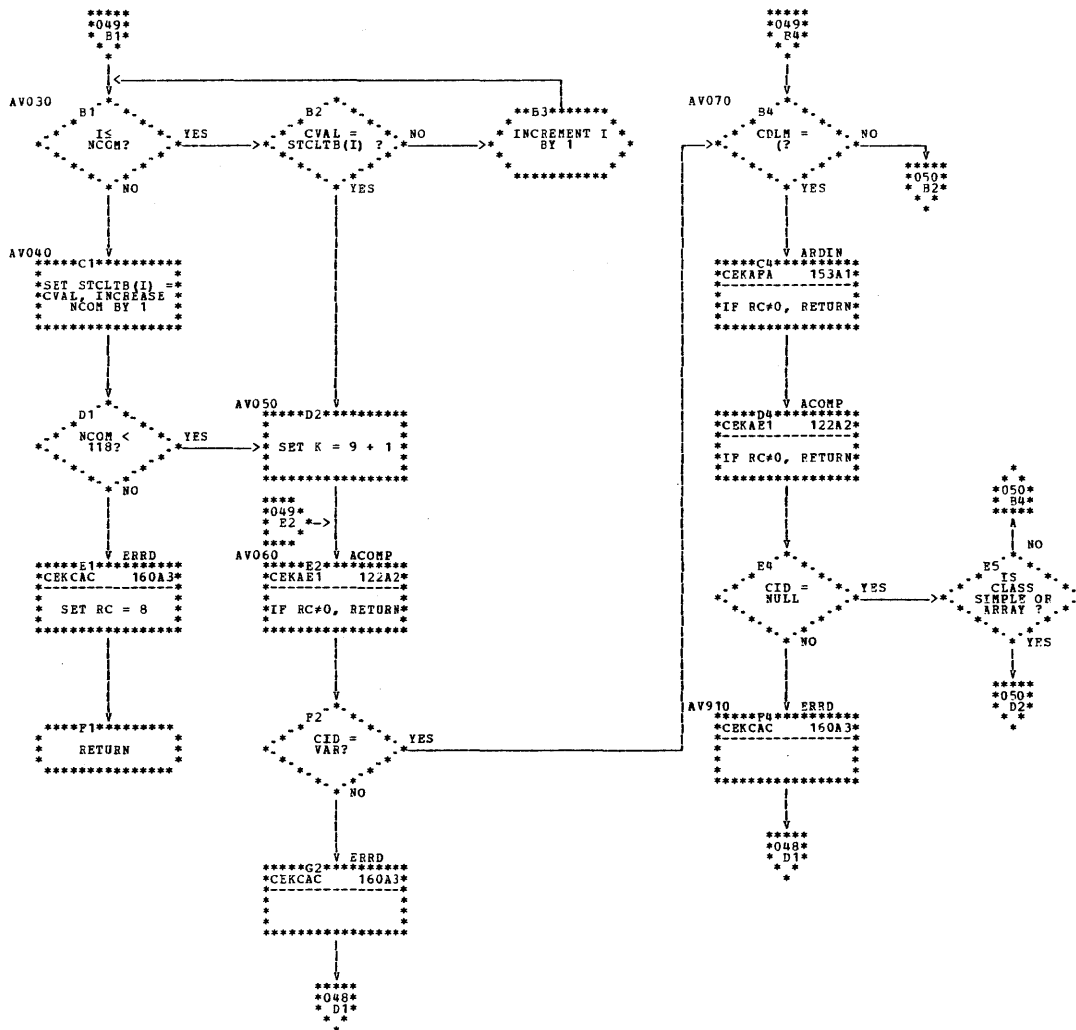 *049*
B1
*049*
B4
AV030
B1
I≤
NCOM?
YES
NO
B2
CVAL =
STCLTB(I) ?
NO
YES
B3
INCREMENT I
BY 1
AV070
B4
CDLM =
(?
NO
YES
*050*
B2
AV040
C1
SET STCLTB(I) =
CVAL, INCREASE
NCOM BY 1
ARDIN
C4
CEKAPA 153A1
IF RC≠0, RETURN
D1
NCOM <
118?
YES
NO
AV050
D2
SET K = 9 + 1
ACOMP
D4
CEKAE1 122A2
IF RC≠0, RETURN
*049*
E2
*050*
B4
ERRD
E1
CEKCAC 160A3
SET RC = 8
AV060
ACOMP
E2
CEKAE1 122A2
IF RC≠0, RETURN
E4
CID =
NULL
YES
NO
E5
IS
CLASS
SIMPLE OR
ARRAY ?
NO
YES
*050*
D2
F1
RETURN
F2
CID =
VAR?
YES
NO
AV910
ERRD
F4
CEKCAC 160A3
*048*
D1
ERRD
G2
CEKCAC 160A3
*048*
D1